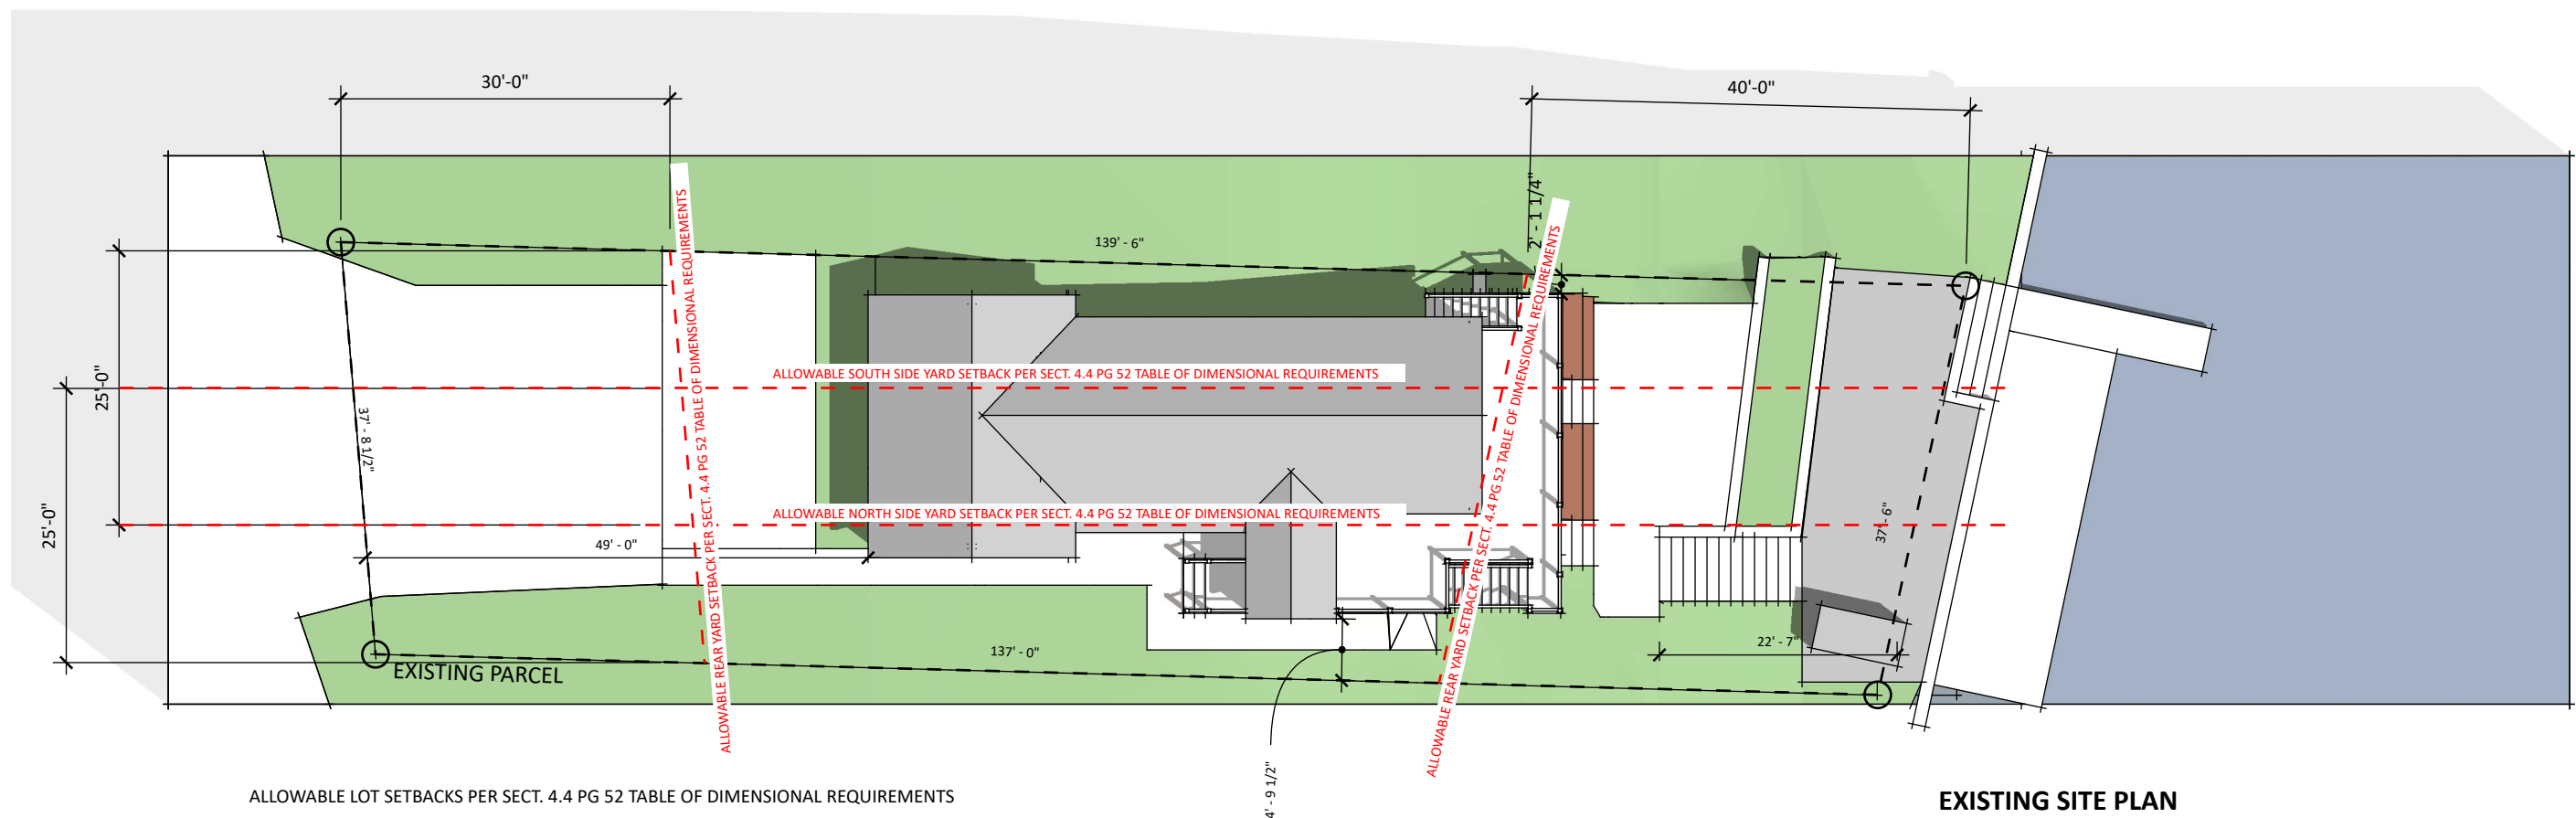 30'-0"
40'-0"
2' - 1 1/4"
139' - 6"
ALLOWABLE REAR YARD SETBACK PER SECT. 4.4 PG 52 TABLE OF DIMENSIONAL REQUIREMENTS
ALLOWABLE REAR YARD SETBACK PER SECT. 4.4 PG 52 TABLE OF DIMENSIONAL REQUIREMENTS
ALLOWABLE SOUTH SIDE YARD SETBACK PER SECT. 4.4 PG 52 TABLE OF DIMENSIONAL REQUIREMENTS
25'-0"
37' - 8 1/2"
ALLOWABLE NORTH SIDE YARD SETBACK PER SECT. 4.4 PG 52 TABLE OF DIMENSIONAL REQUIREMENTS
25'-0"
37' - 6"
49' - 0"
22' - 7"
137' - 0"
EXISTING PARCEL
4' - 9 1/2"
ALLOWABLE LOT SETBACKS PER SECT. 4.4 PG 52 TABLE OF DIMENSIONAL REQUIREMENTS
EXISTING SITE PLAN